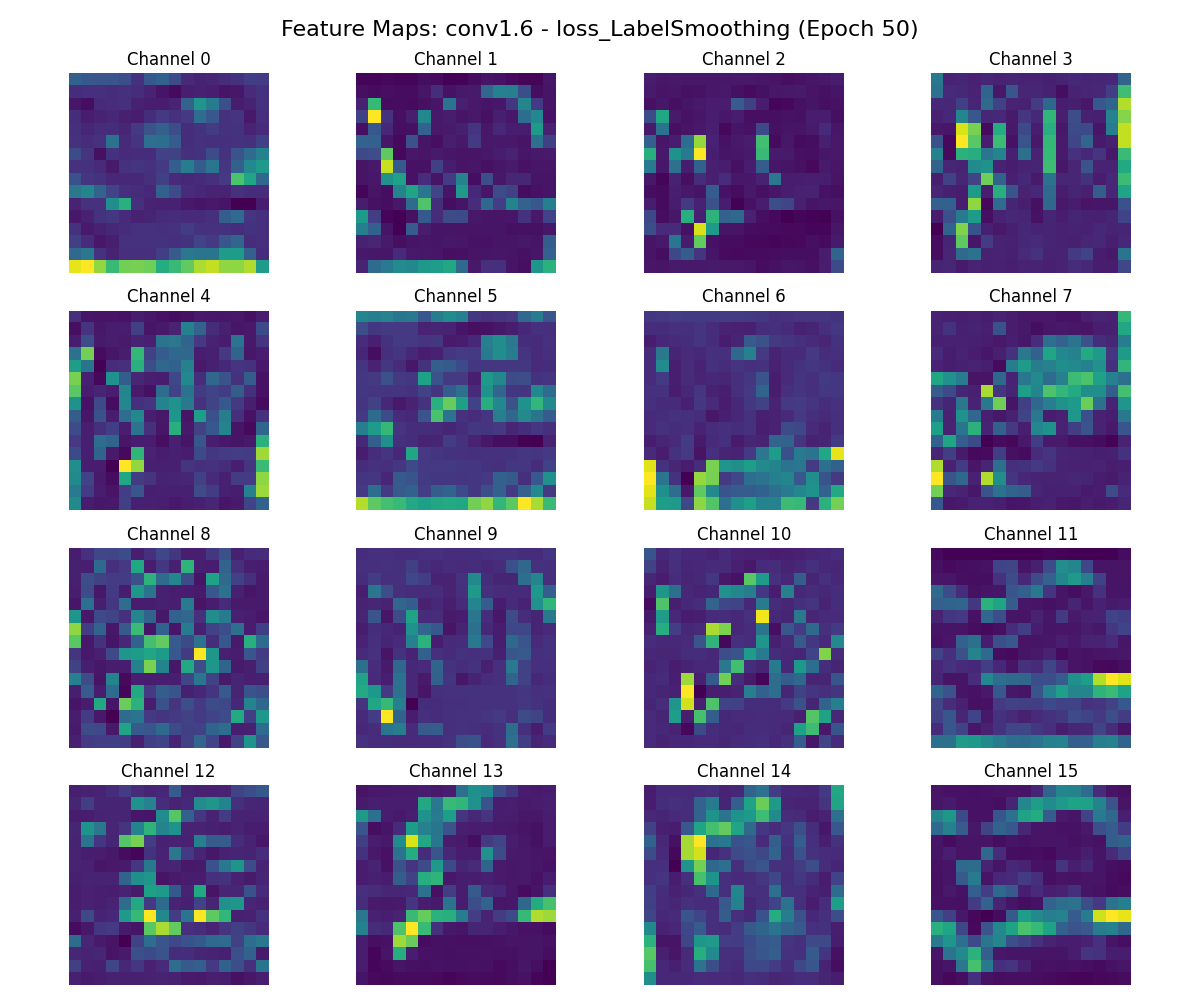 Feature Maps: conv1.6 - loss_LabelSmoothing (Epoch 50)
Channel 0
Channel 1
Channel 2
Channel 3
Channel 4
Channel 5
Channel 6
Channel 7
Channel 8
Channel 9
Channel 10
Channel 11
Channel 12
Channel 13
Channel 14
Channel 15